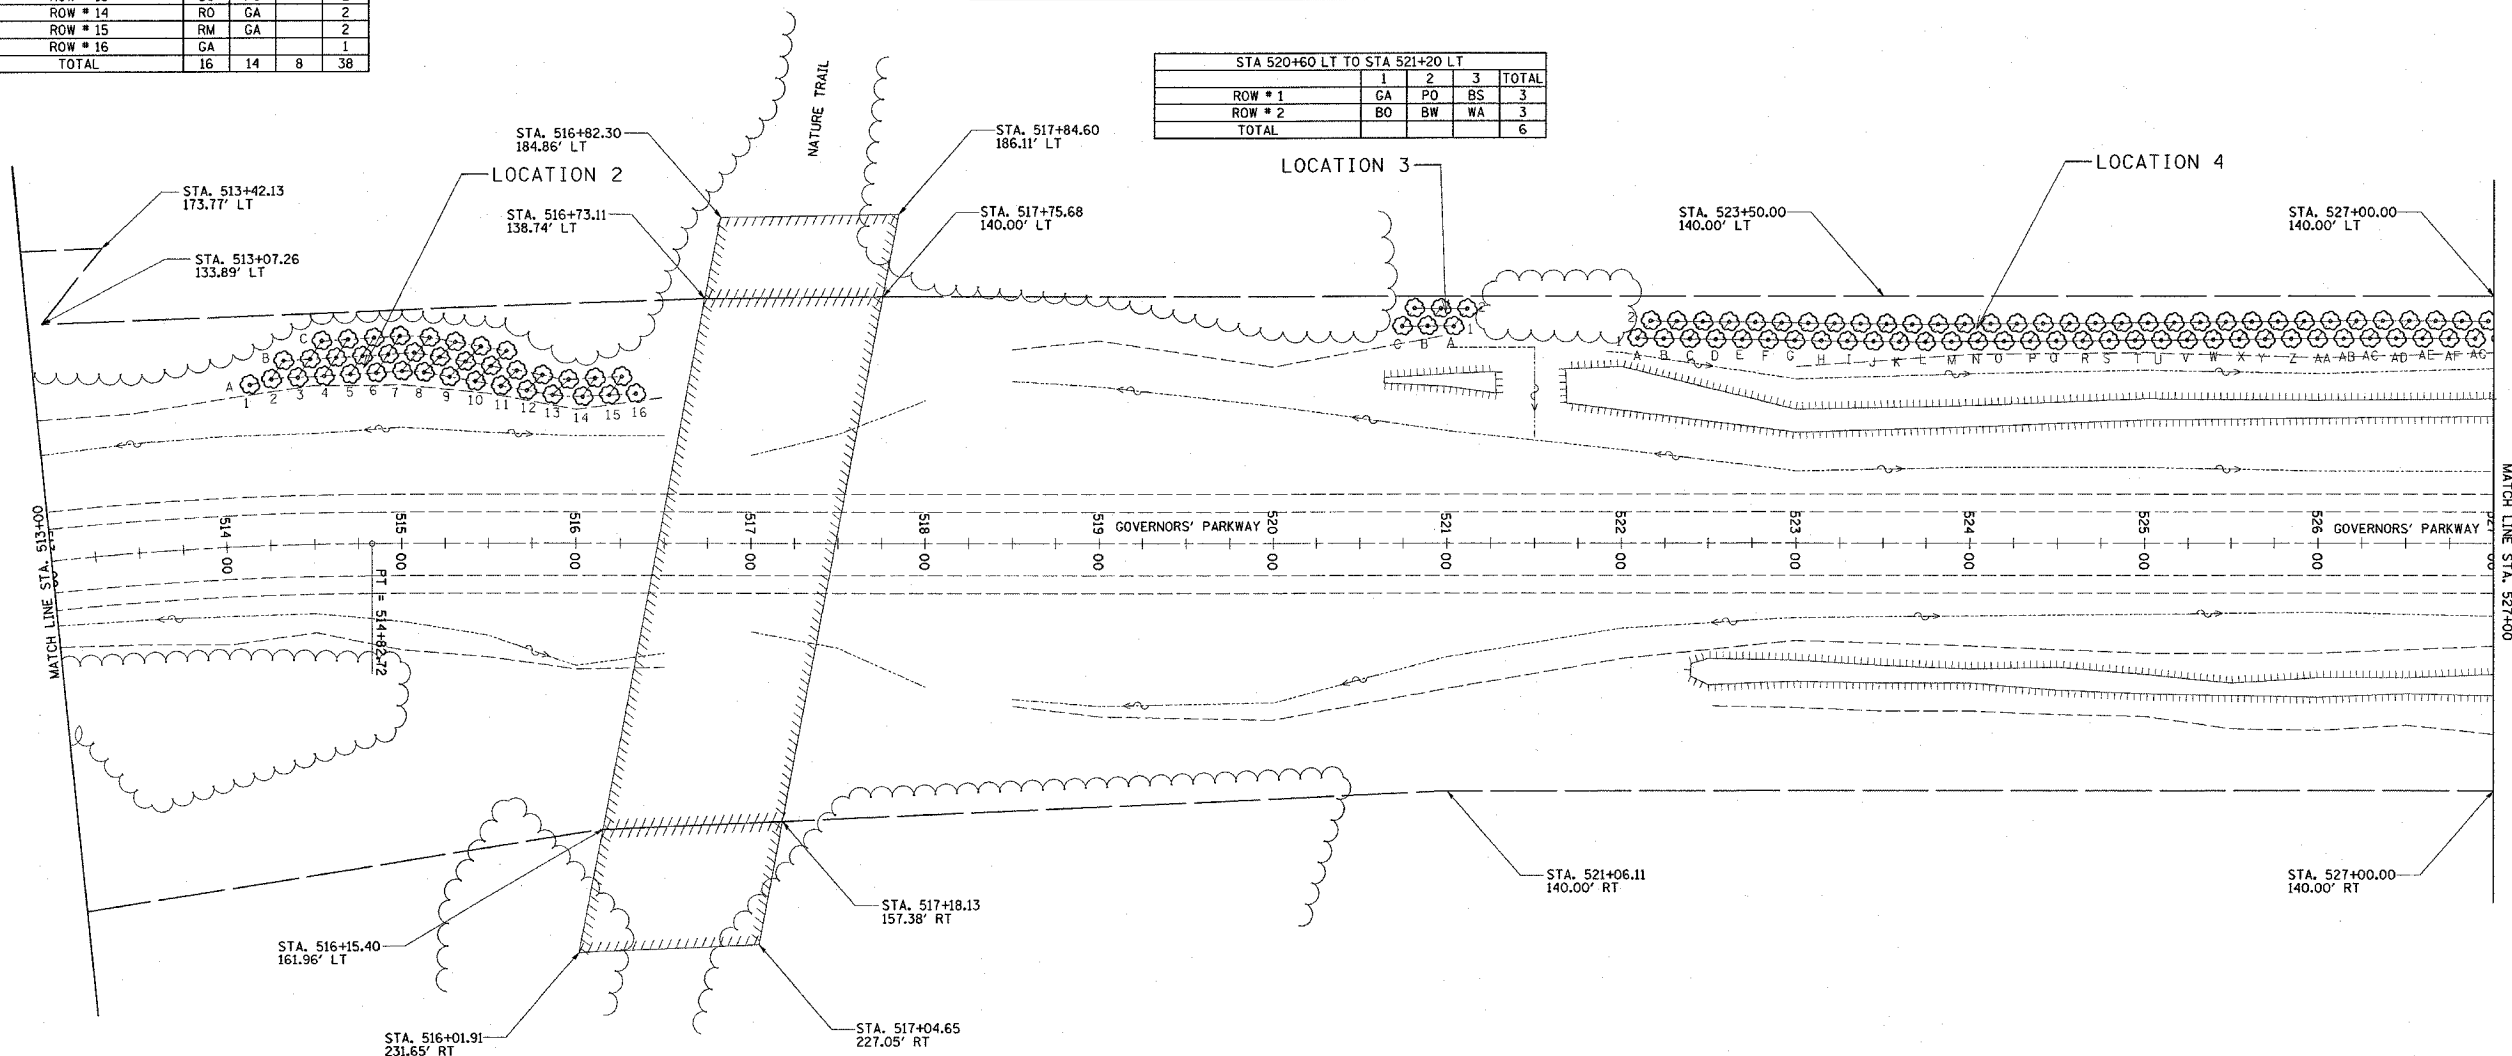 ROW # 14 RO GA 2
ROW # 15 RM GA 2
ROW # 16 GA 1
TOTAL 16 14 8 38
STA 520+60 LT TO STA 521+20 LT
1 2 3 TOTAL
ROW # 1 GA PO BS 3
ROW # 2 BO BW WA 3
TOTAL 6
NATURE TRAIL
STA. 516+82.30
184.86' LT
STA. 517+84.60
186.11' LT
LOCATION 2
LOCATION 3
LOCATION 4
STA. 513+42.13
173.77' LT
STA. 516+73.11
138.74' LT
STA. 517+75.68
140.00' LT
STA. 523+50.00
140.00' LT
STA. 527+00.00
140.00' LT
STA. 513+07.26
133.89' LT
C
B
A
1 2 3 4 5 6 7 8 9 10 11 12 13 14 15 16
2
1
C B A
2
1
A B C D E F G H I J K L M N O P Q R S T U V W X Y Z AA AB AC AD AE AF AG
MATCH LINE STA. 513+00
514 00
515 00
516 00
517 00
518 00
519 00
GOVERNORS' PARKWAY
520 00
521 00
522 00
523 00
524 00
525 00
526 00
GOVERNORS' PARKWAY
MATCH LINE STA. 527+00
PT = 514+82.72
STA. 521+06.11
140.00' RT
STA. 527+00.00
140.00' RT
STA. 517+18.13
157.38' RT
STA. 516+15.40
161.96' LT
STA. 516+01.91
231.65' RT
STA. 517+04.65
227.05' RT